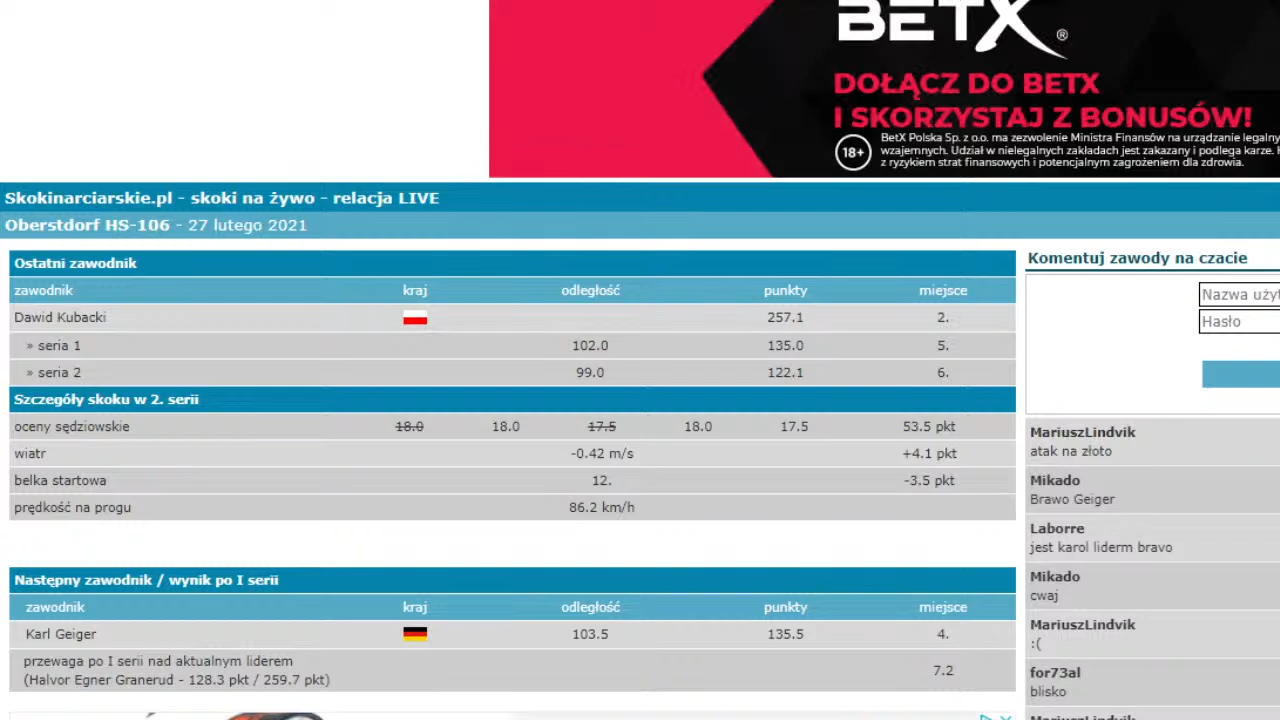 BETX®
DOŁĄCZ DO BETX
I SKORZYSTAJ Z BONUSÓW!
18+
BetX Polska Sp. z o.o. ma zezwolenie Ministra Finansów na urządzanie
wzajemnych. Udział w nielegalnych zakładach jest zakazany i podlega karze.
z ryzykiem strat finansowych i potencjalnym zagrożeniem dla zdrowia.
Skokinarciarskie.pl - skoki na żywo - relacja LIVE
Oberstdorf HS-106 - 27 lutego 2021
Ostatni zawodnik
zawodnik kraj odległość punkty miejsce
Dawid Kubacki 257.1 2.
» seria 1 102.0 135.0 5.
» seria 2 99.0 122.1 6.
Szczegóły skoku w 2. serii
oceny sędziowskie 18.0 18.0 17.5 18.0 17.5 53.5 pkt
wiatr -0.42 m/s +4.1 pkt
belka startowa 12. -3.5 pkt
prędkość na progu 86.2 km/h
Następny zawodnik / wynik po I serii
zawodnik kraj odległość punkty miejsce
Karl Geiger 103.5 135.5 4.
przewaga po I serii nad aktualnym liderem
(Halvor Egner Granerud - 128.3 pkt / 259.7 pkt) 7.2
Komentuj zawody na czacie
Nazwa uży
Hasło
MariuszLindvik
atak na złoto
Mikado
Brawo Geiger
Laborre
jest karol liderm bravo
Mikado
cwaj
MariuszLindvik
:(
for73al
blisko
MariuszLindvik